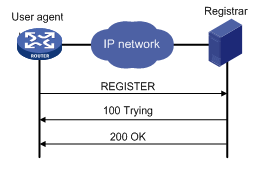 User agent
Registrar
IP network
ROUTER
REGISTER
100 Trying
200 OK